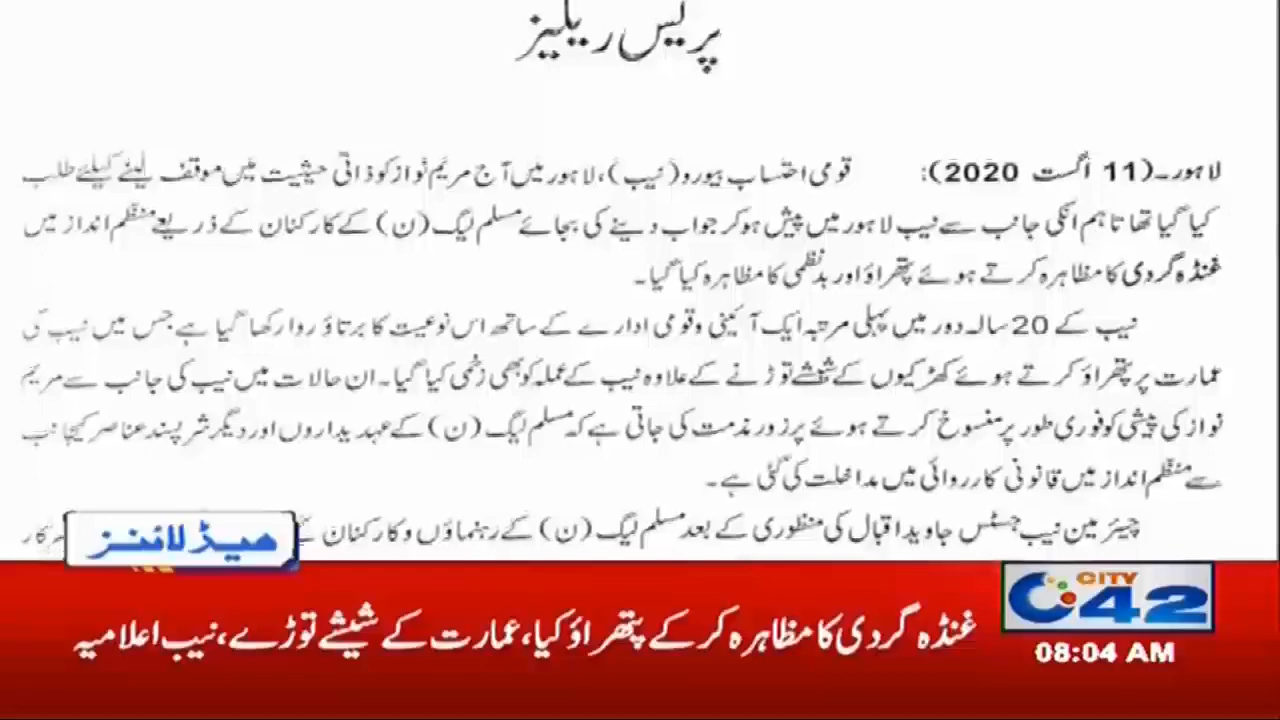 پریس ریلیز
لاہور۔(11 اگست 2020): قومی احتساب بیورو (نیب)، لاہور میں آج مریم نواز کو ذاتی حیثیت میں موقف لینے کیلئے طلب
کیا گیا تھا تاہم انکی جانب سے نیب لاہور میں پیش ہو کر جواب دینے کی بجائے مسلم لیگ (ن) کے کارکنان کے ذریعے منظم انداز میں
غنڈہ گردی کا مظاہرہ کرتے ہوئے پتھراؤ اور بدنظمی کا مظاہرہ کیا گیا۔
نیب کے 20 سالہ دور میں پہلی مرتبہ ایک آئینی و قومی ادارے کے ساتھ اس نوعیت کا برتاؤ روا رکھا گیا ہے جس میں نیب کی
عمارت پر پتھراؤ کرتے ہوئے کھڑکیوں کے شیشے توڑنے کے علاوہ نیب کے عملہ کو بھی زخمی کیا گیا۔ ان حالات میں نیب کی جانب سے مریم
نواز کی پیشی کو فوری طور پر منسوخ کرتے ہوئے پرزور مذمت کی جاتی ہے کہ مسلم لیگ (ن) کے عہدیداروں اور دیگر شرپسند عناصر کیجانب
سے منظم انداز میں قانونی کارروائی میں مداخلت کی گئی ہے۔
چیئرمین نیب جسٹس جاوید اقبال کی منظوری کے بعد مسلم لیگ (ن) کے رہنماؤں و کارکنان کار
ہیڈ لائنز
CITY
42
غنڈہ گردی کا مظاہرہ کر کے پتھراؤ کیا، عمارت کے شیشے توڑے، نیب اعلامیہ
08:04 AM